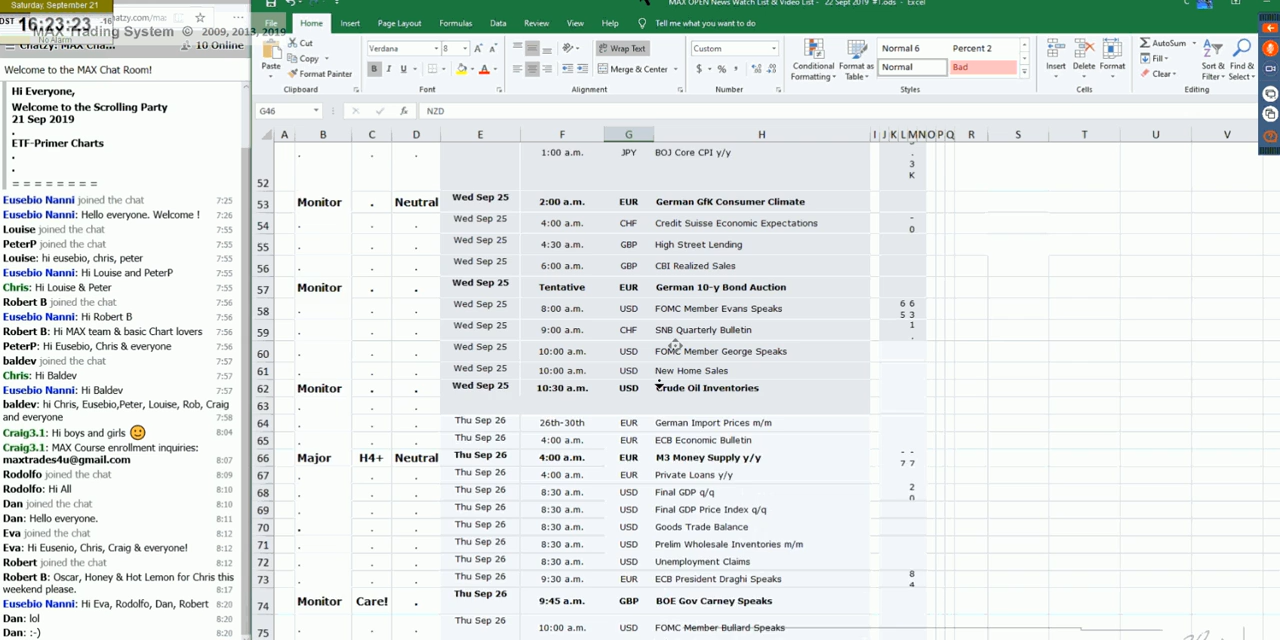 Saturday, September 21
DST 16:23:23 .16
No Alarm
MAX Trading System © 2009, 2013, 2019
hatzy.com/ma:
Chatzy: MAX Cha...
10 Online
Welcome to the MAX Chat Room!
Hi Everyone,
Welcome to the Scrolling Party
21 Sep 2019
.
ETF-Primer Charts
.
.
= = = = = = = =
Eusebio Nanni joined the chat 7:25
Eusebio Nanni: Hello everyone. Welcome ! 7:26
Louise joined the chat 7:55
PeterP joined the chat 7:55
Louise: hi eusebio, chris, peter 7:55
Eusebio Nanni: Hi Louise and PeterP 7:55
Chris: Hi Louise & Peter 7:55
Robert B joined the chat 7:56
Eusebio Nanni: Hi Robert B 7:56
Robert B: Hi MAX team & basic Chart lovers 7:56
PeterP: Hi Eusebio, Chris & everyone 7:56
baldev joined the chat 7:57
Chris: Hi Baldev 7:57
Eusebio Nanni: Hi Baldev 7:57
baldev: hi Chris, Eusebio,Peter, Louise, Rob, Craig
and everyone 7:58
Craig3.1: Hi boys and girls 8:04
Craig3.1: MAX Course enrollment inquiries:
maxtrades4u@gmail.com 8:07
Rodolfo joined the chat 8:09
Rodolfo: Hi All 8:10
Dan joined the chat 8:10
Dan: Hello everyone. 8:11
Eva joined the chat 8:12
Eva: Hi Eusenio, Chris, Craig & everyone! 8:12
Robert joined the chat 8:12
Robert B: Oscar, Honey & Hot Lemon for Chris this
weekend please. 8:17
Eusebio Nanni: Hi Eva, Rodolfo, Dan, Robert 8:20
Dan: lol 8:20
Dan: :-) 8:20
MAX OPEN News Watch List & Video List - 22 Sept 2019 #1.ods - Excel
File Home Insert Page Layout Formulas Data Review View Help Tell me what you want to do
Paste
Cut
Copy
Format Painter
Clipboard
Verdana 8
B I U
Font
Wrap Text
Merge & Center
Alignment
Custom
$ % ,
Number
Conditional Formatting
Format as Table
Normal 6 Percent 2
Normal Bad
Styles
Insert Delete Format
Cells
AutoSum
Fill
Clear
Sort & Filter
Find & Select
Editing
G46 fx NZD
A B C D E F G H I J K L M N O P Q R S T U V
52 . . . 1:00 a.m. JPY BOJ Core CPI y/y . 3 K
53 Monitor . Neutral Wed Sep 25 2:00 a.m. EUR German GfK Consumer Climate
54 . . . Wed Sep 25 4:00 a.m. CHF Credit Suisse Economic Expectations - 0
55 . . . Wed Sep 25 4:30 a.m. GBP High Street Lending
56 . . . Wed Sep 25 6:00 a.m. GBP CBI Realized Sales
57 Monitor . . Wed Sep 25 Tentative EUR German 10-y Bond Auction
58 . . . Wed Sep 25 8:00 a.m. USD FOMC Member Evans Speaks 6 6 5 3 1 .
59 . . . Wed Sep 25 9:00 a.m. CHF SNB Quarterly Bulletin
60 . . . Wed Sep 25 10:00 a.m. USD FOMC Member George Speaks
61 . . . Wed Sep 25 10:00 a.m. USD New Home Sales
62 Monitor . . Wed Sep 25 10:30 a.m. USD Crude Oil Inventories
63 . . .
64 . . . Thu Sep 26 26th-30th EUR German Import Prices m/m
65 . . . Thu Sep 26 4:00 a.m. EUR ECB Economic Bulletin
66 Major H4+ Neutral Thu Sep 26 4:00 a.m. EUR M3 Money Supply y/y - - 7 7
67 . . . Thu Sep 26 4:00 a.m. EUR Private Loans y/y
68 . . . Thu Sep 26 8:30 a.m. USD Final GDP q/q 2 0
69 . . . Thu Sep 26 8:30 a.m. USD Final GDP Price Index q/q
70 . . . Thu Sep 26 8:30 a.m. USD Goods Trade Balance
71 . . . Thu Sep 26 8:30 a.m. USD Prelim Wholesale Inventories m/m
72 . . . Thu Sep 26 8:30 a.m. USD Unemployment Claims
73 . . . Thu Sep 26 9:30 a.m. EUR ECB President Draghi Speaks 8 4
74 Monitor Care! . Thu Sep 26 9:45 a.m. GBP BOE Gov Carney Speaks
75 . . . Thu Sep 26 10:00 a.m. USD FOMC Member Bullard Speaks